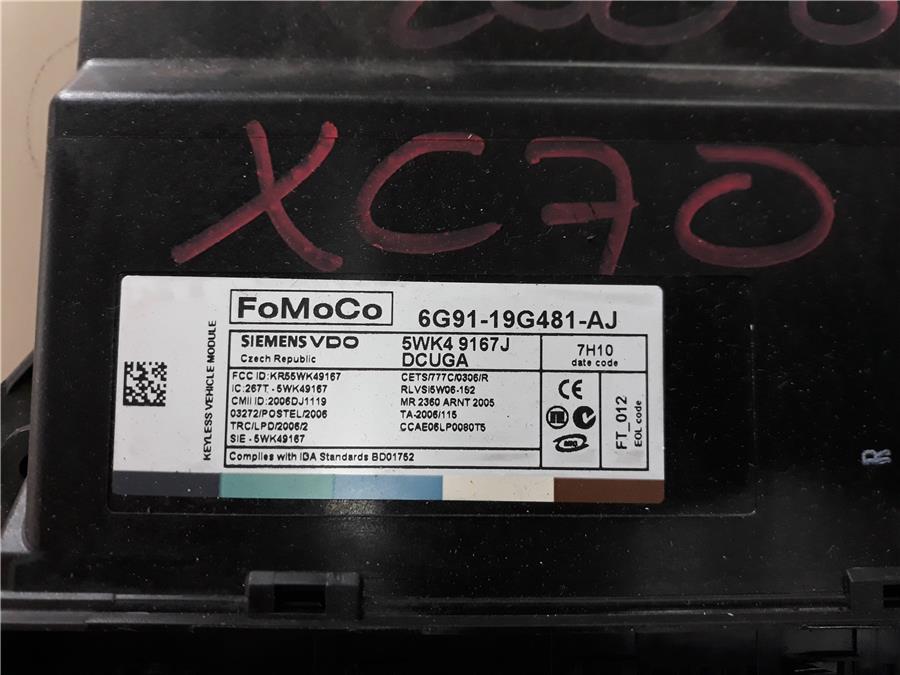 XC70
FoMoCo 6G91-19G481-AJ
SIEMENS VDO 5WK4 9167J
Czech Republic DCUGA
7H10
date code
KEYLESS VEHICLE MODULE
FCC ID:KR55WK49167 CETS/777C/0306/R
IC:267T - 5WK49167 RLVSI5W06-152
CMII ID:2006DJ1119 MR 2360 ARNT 2005
03272/POSTEL/2006 TA-2006/115
TRC/LPD/2006/2 CCAE06LP0080T5
SIE - 5WK49167
Complies with IDA Standards BD01752
CE
FT_012
EOL code